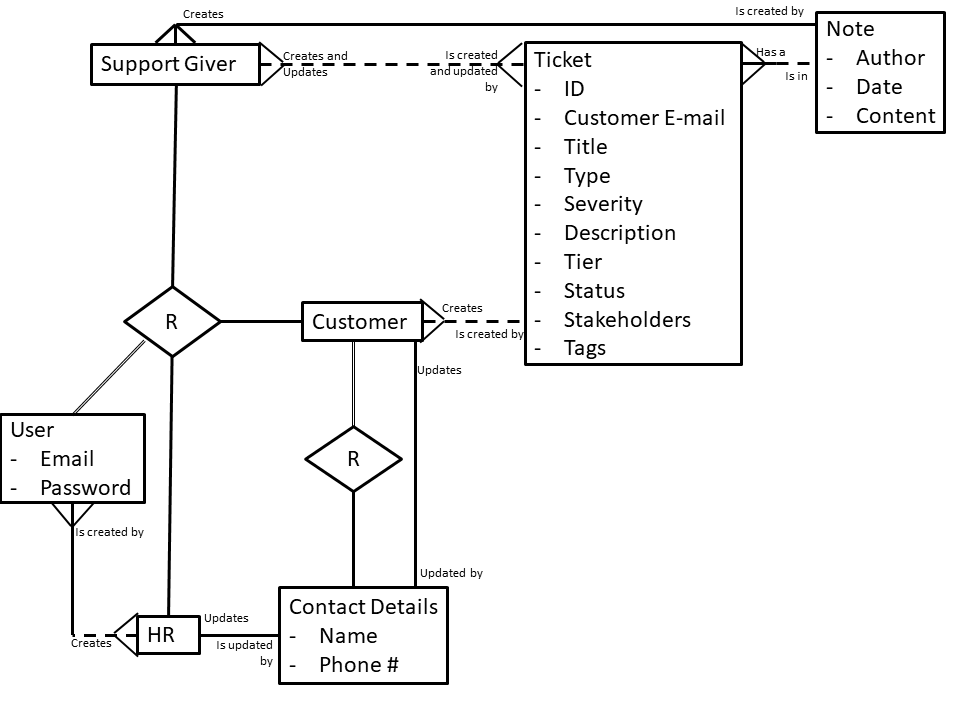 Creates
Is created by
Note
- Author
- Date
- Content
Support Giver
Creates and
Updates
Is created
and updated
by
Ticket
- ID
- Customer E-mail
- Title
- Type
- Severity
- Description
- Tier
- Status
- Stakeholders
- Tags
Has a
Is in
R
Customer
Creates
Is created by
Updates
User
- Email
- Password
R
Is created by
Updated by
Creates
HR
Updates
Is updated
by
Contact Details
- Name
- Phone #